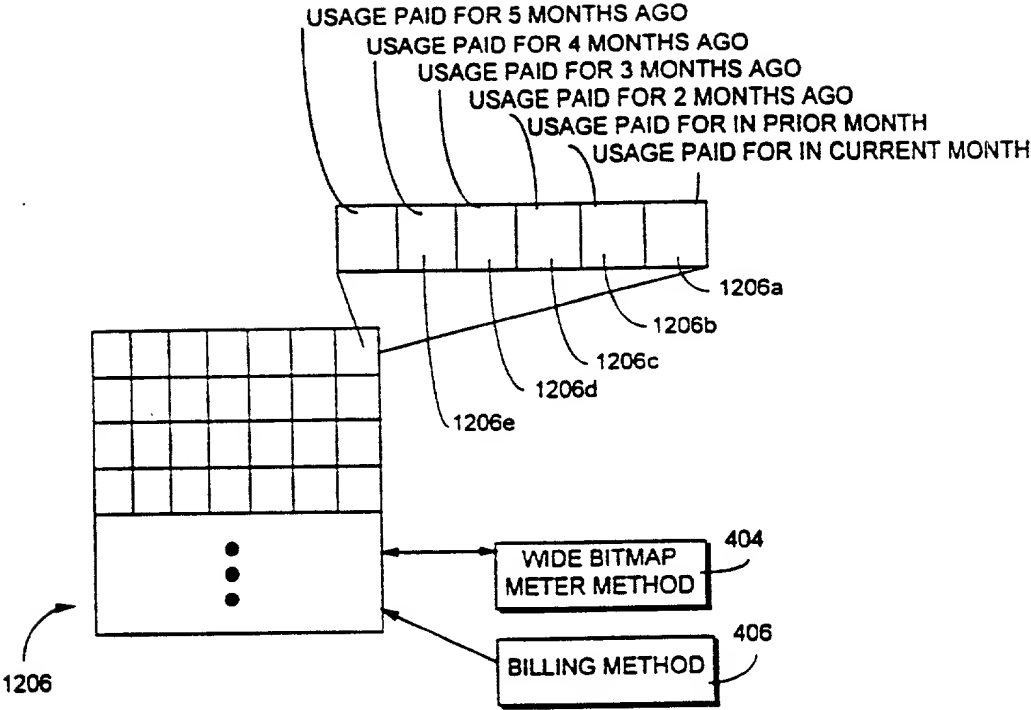 USAGE PAID FOR 5 MONTHS AGO
USAGE PAID FOR 4 MONTHS AGO
USAGE PAID FOR 3 MONTHS AGO
USAGE PAID FOR 2 MONTHS AGO
USAGE PAID FOR IN PRIOR MONTH
USAGE PAID FOR IN CURRENT MONTH
1206a
1206b
1206c
1206d
1206e
404
WIDE BITMAP
METER METHOD
406
BILLING METHOD
1206